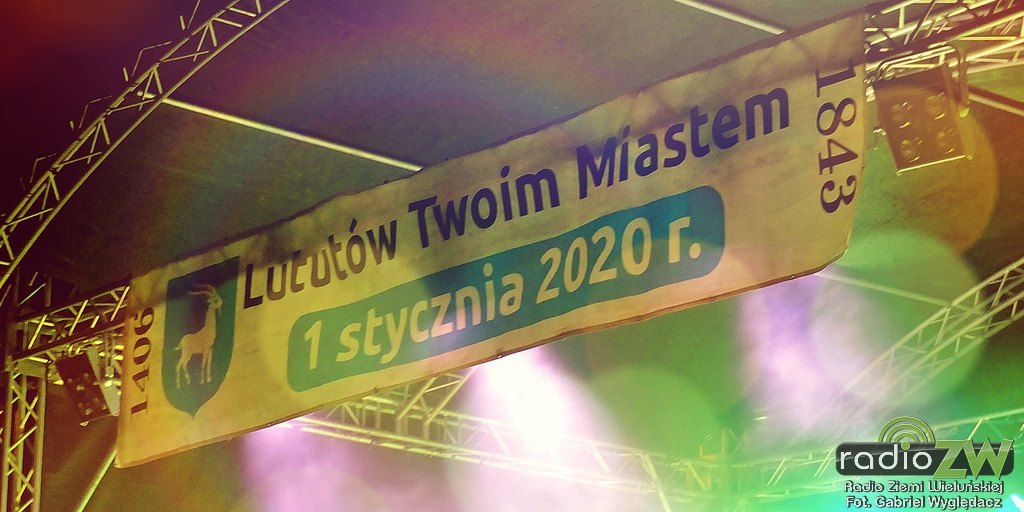 1406
Lututów Twoim Miastem
1 stycznia 2020 r.
1843
radioZW
Radio Ziemi Wieluńskiej
Fot. Gabriel Wyględacz